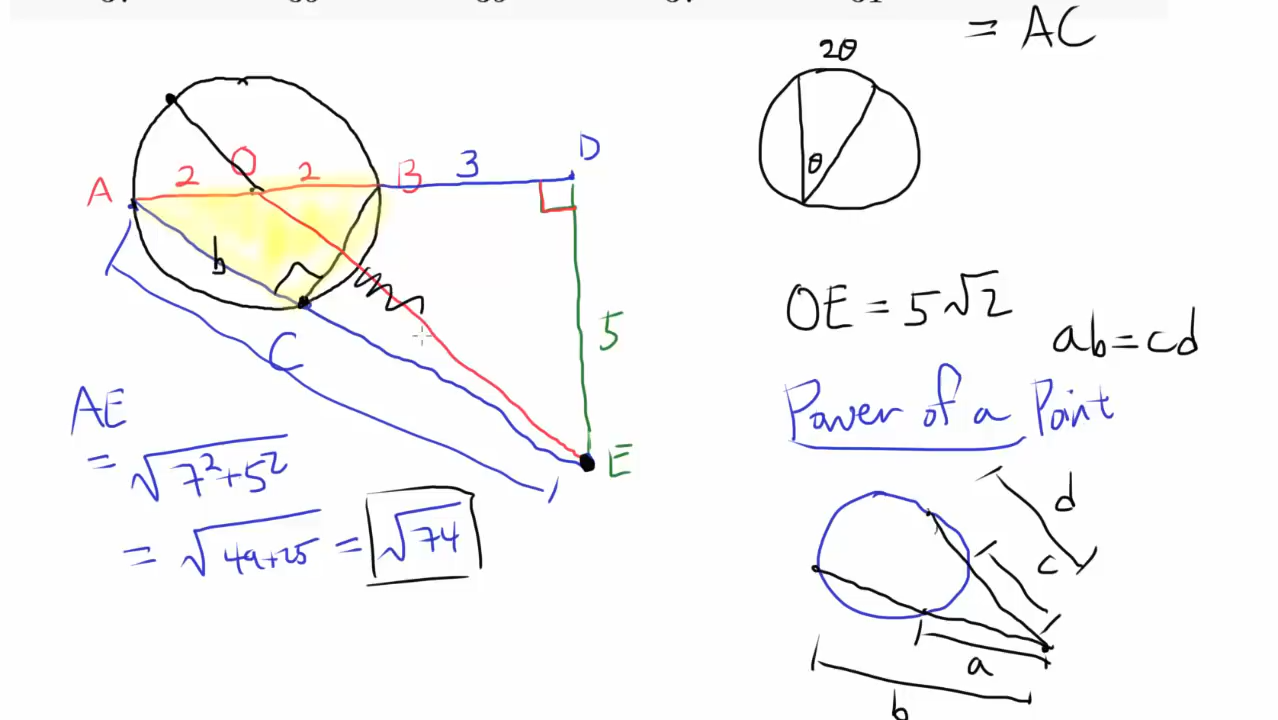 = AC
2θ
A 2 O 2 B 3 D
θ
b
C
5
E
OE = 5√2
ab = cd
Power of a Point
AE
= √7²+5²
= √49+25 = √74
d
c
a
b